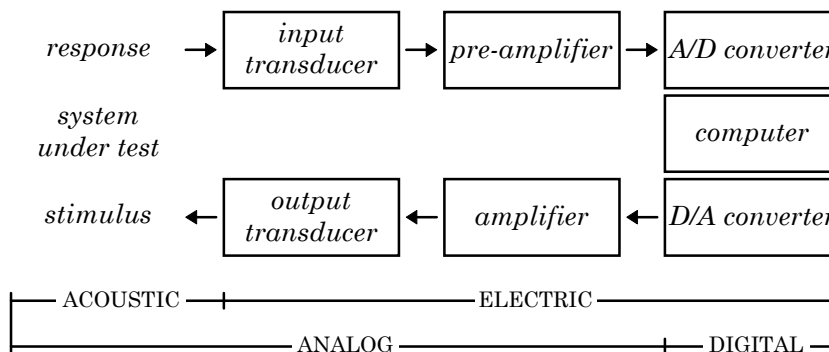 response
input
transducer
pre-amplifier
A/D converter
system
under test
computer
stimulus
output
transducer
amplifier
D/A converter
ACOUSTIC
ELECTRIC
ANALOG
DIGITAL